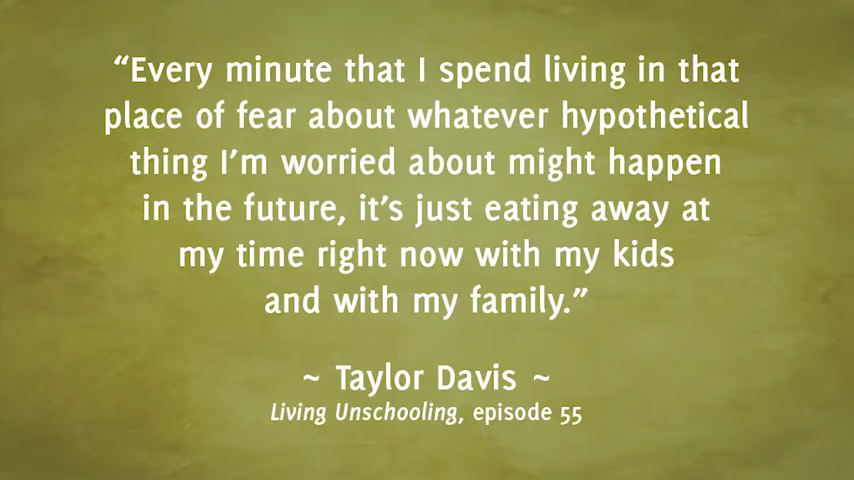 “Every minute that I spend living in that
place of fear about whatever hypothetical
thing I’m worried about might happen
in the future, it’s just eating away at
my time right now with my kids
and with my family.”
~ Taylor Davis ~
Living Unschooling, episode 55